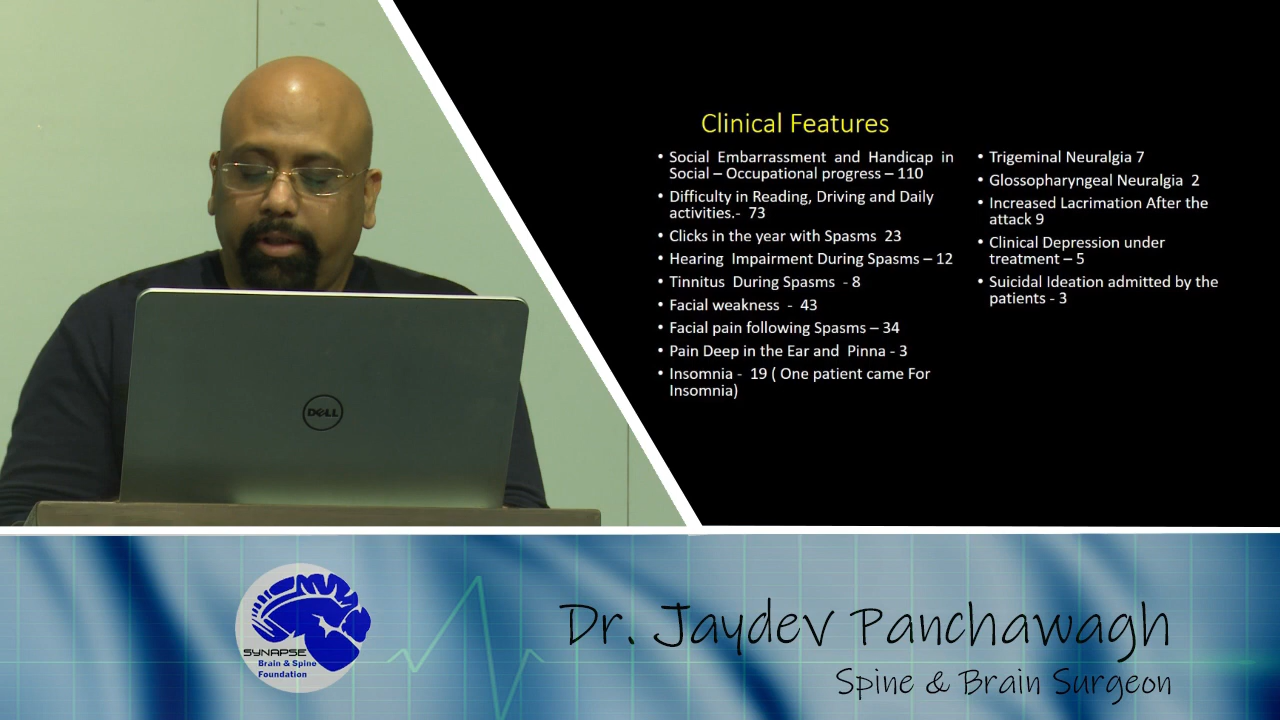 Clinical Features
• Social Embarrassment and Handicap in
Social – Occupational progress – 110
• Difficulty in Reading, Driving and Daily
activities.- 73
• Clicks in the year with Spasms 23
• Hearing Impairment During Spasms – 12
• Tinnitus During Spasms - 8
• Facial weakness - 43
• Facial pain following Spasms – 34
• Pain Deep in the Ear and Pinna - 3
• Insomnia - 19 ( One patient came For
Insomnia)
• Trigeminal Neuralgia 7
• Glossopharyngeal Neuralgia 2
• Increased Lacrimation After the
attack 9
• Clinical Depression under
treatment – 5
• Suicidal Ideation admitted by the
patients - 3
DELL
SYNAPSE
Brain & Spine
Foundation
Dr. Jaydev Panchawagh
Spine & Brain Surgeon